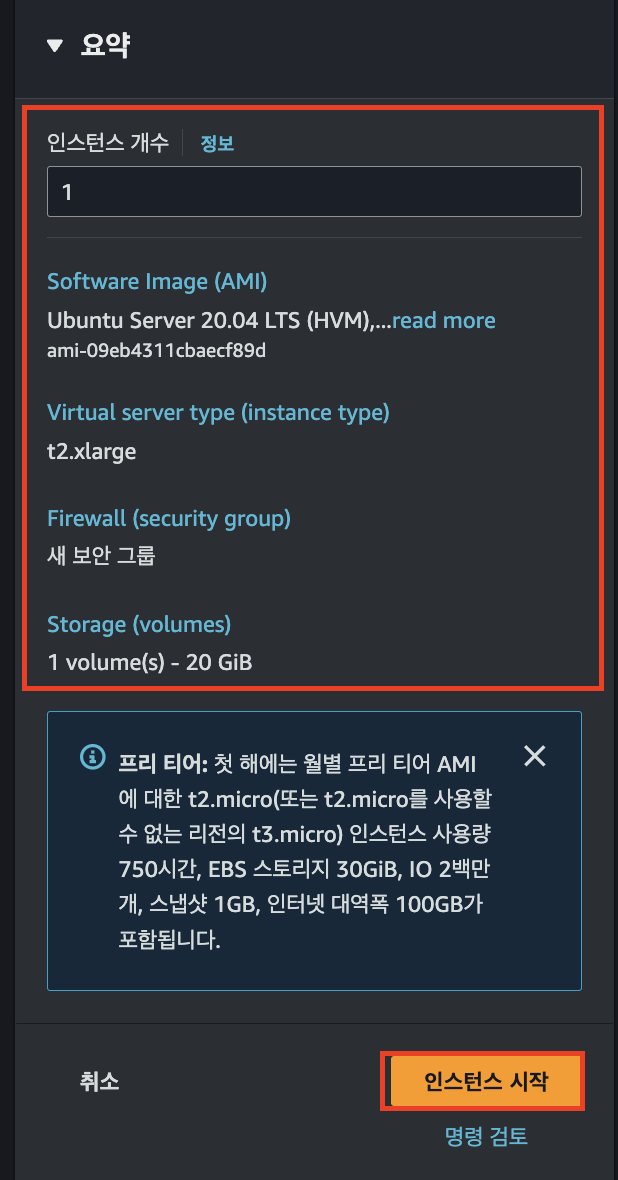 요약
인스턴스 개수 정보
1
Software Image (AMI)
Ubuntu Server 20.04 LTS (HVM),...read more
ami-09eb4311cbaecf89d
Virtual server type (instance type)
t2.xlarge
Firewall (security group)
새 보안 그룹
Storage (volumes)
1 volume(s) - 20 GiB
프리 티어: 첫 해에는 월별 프리 티어 AMI
에 대한 t2.micro(또는 t2.micro를 사용할
수 없는 리전의 t3.micro) 인스턴스 사용량
750시간, EBS 스토리지 30GiB, IO 2백만
개, 스냅샷 1GB, 인터넷 대역폭 100GB가
포함됩니다.
취소
인스턴스 시작
명령 검토